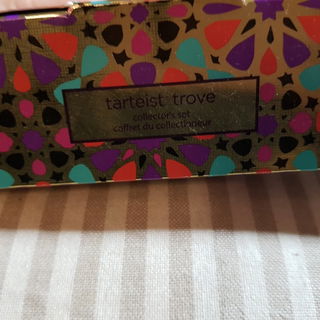 tarteist trove
collector's set
coffret du collectionneur